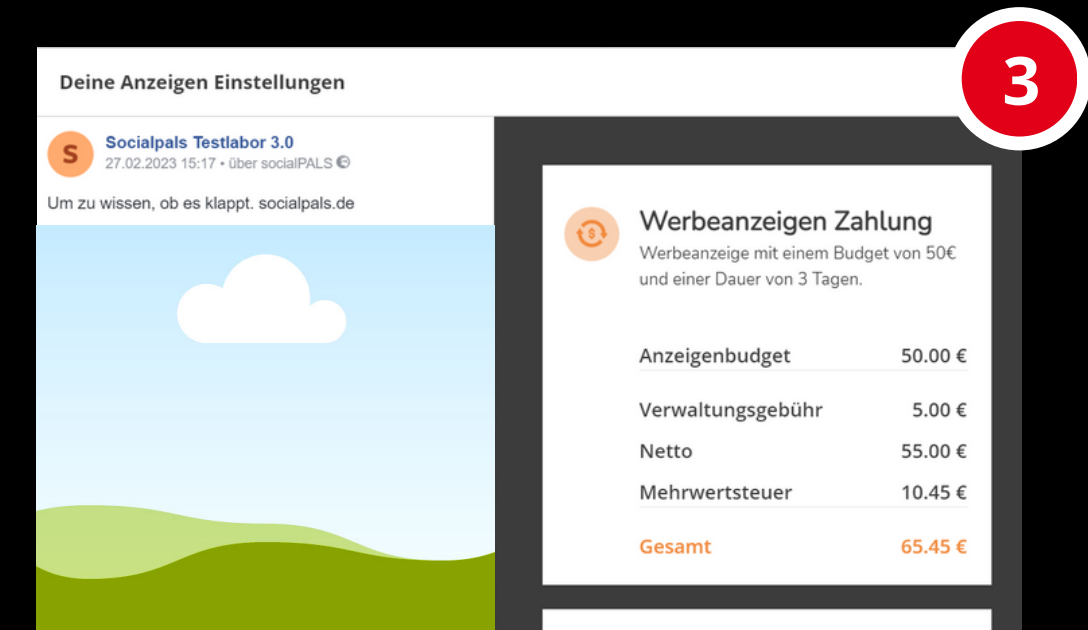 3
Deine Anzeigen Einstellungen
S
Socialpals Testlabor 3.0
27.02.2023 15:17 • über socialPALS
Um zu wissen, ob es klappt. socialpals.de
$
Werbeanzeigen Zahlung
Werbeanzeige mit einem Budget von 50€
und einer Dauer von 3 Tagen.
Anzeigenbudget 50.00 €
Verwaltungsgebühr 5.00 €
Netto 55.00 €
Mehrwertsteuer 10.45 €
Gesamt 65.45 €